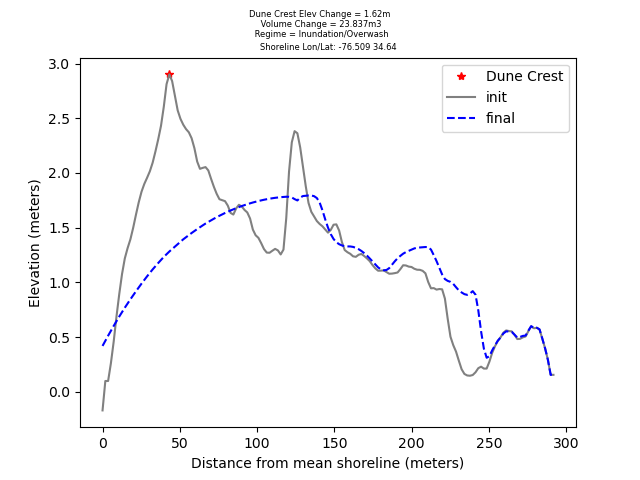 Dune Crest Elev Change = 1.62m
Volume Change = 23.837m3
Regime = Inundation/Overwash
Shoreline Lon/Lat: -76.509 34.64
Dune Crest
init
final
3.0
2.5
2.0
1.5
1.0
0.5
0.0
Elevation (meters)
0 50 100 150 200 250 300
Distance from mean shoreline (meters)